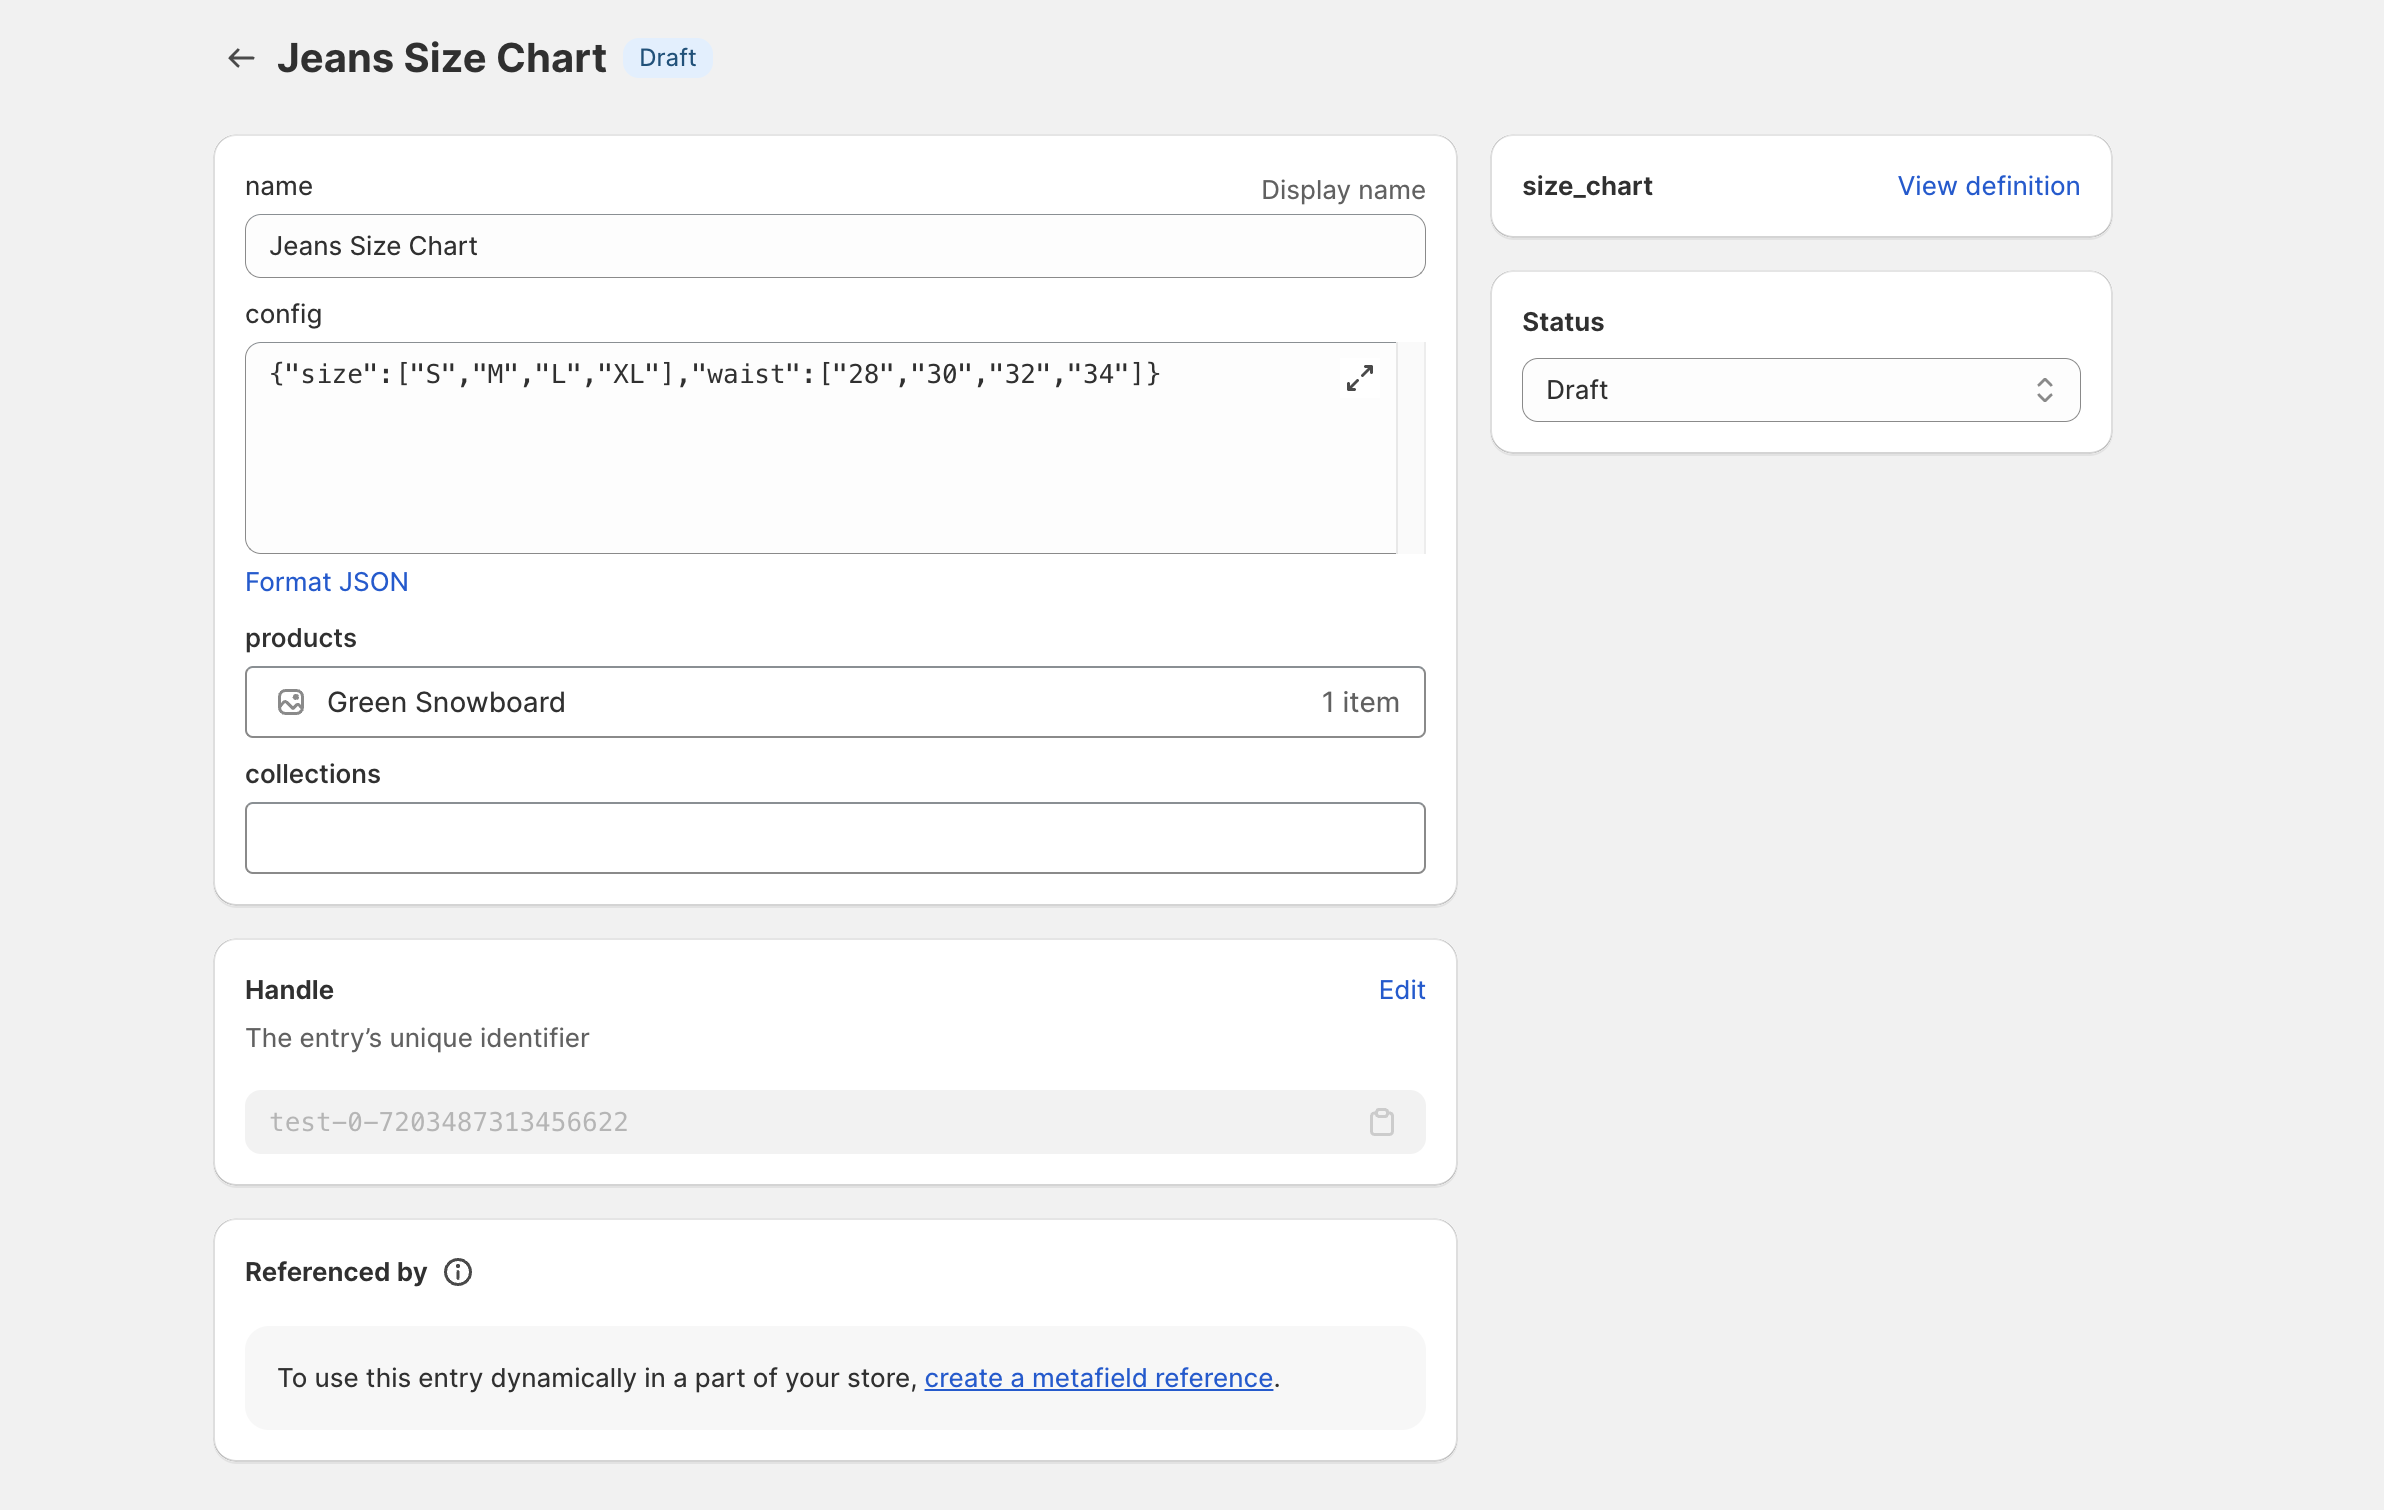 Jeans Size Chart Draft
name Display name
Jeans Size Chart
config
{"size":["S","M","L","XL"],"waist":["28","30","32","34"]}
Format JSON
products
Green Snowboard 1 item
collections
Handle Edit
The entry’s unique identifier
test-0-7203487313456622
Referenced by
To use this entry dynamically in a part of your store, create a metafield reference.
size_chart View definition
Status
Draft